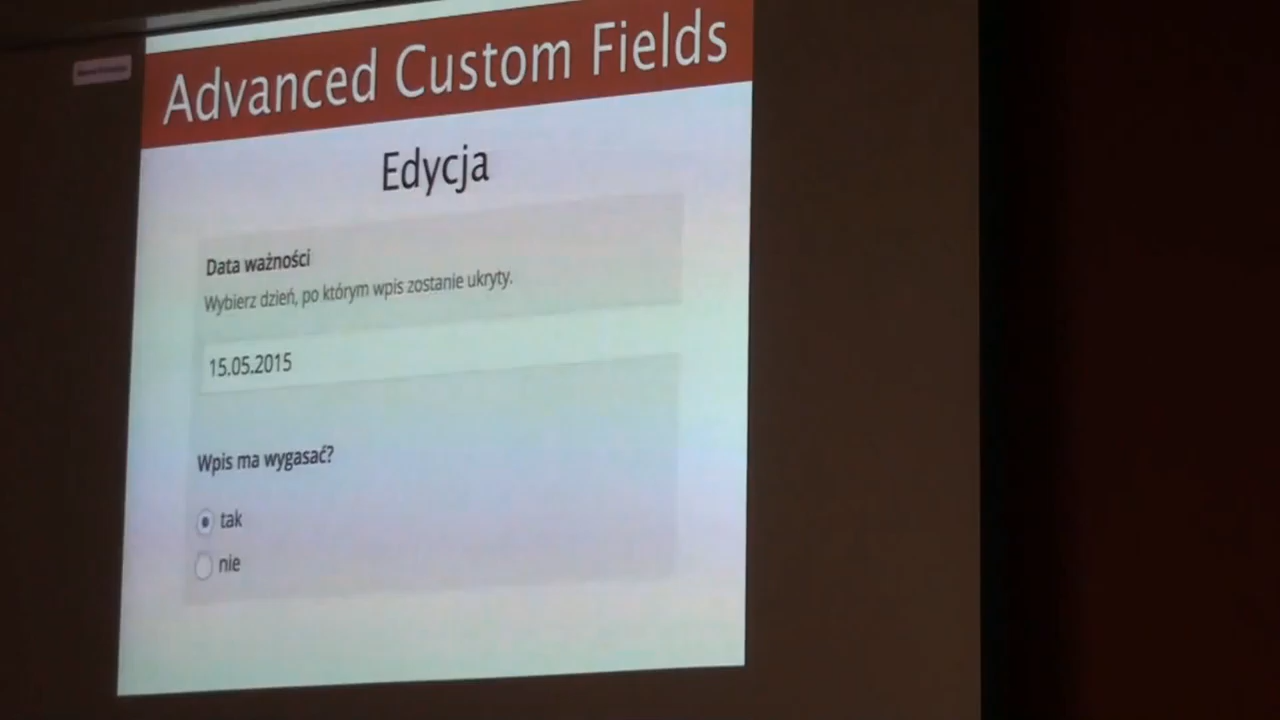 Advanced Custom Fields
Edycja
Data ważności
Wybierz dzień, po którym wpis zostanie ukryty.
15.05.2015
Wpis ma wygasać?
tak
nie